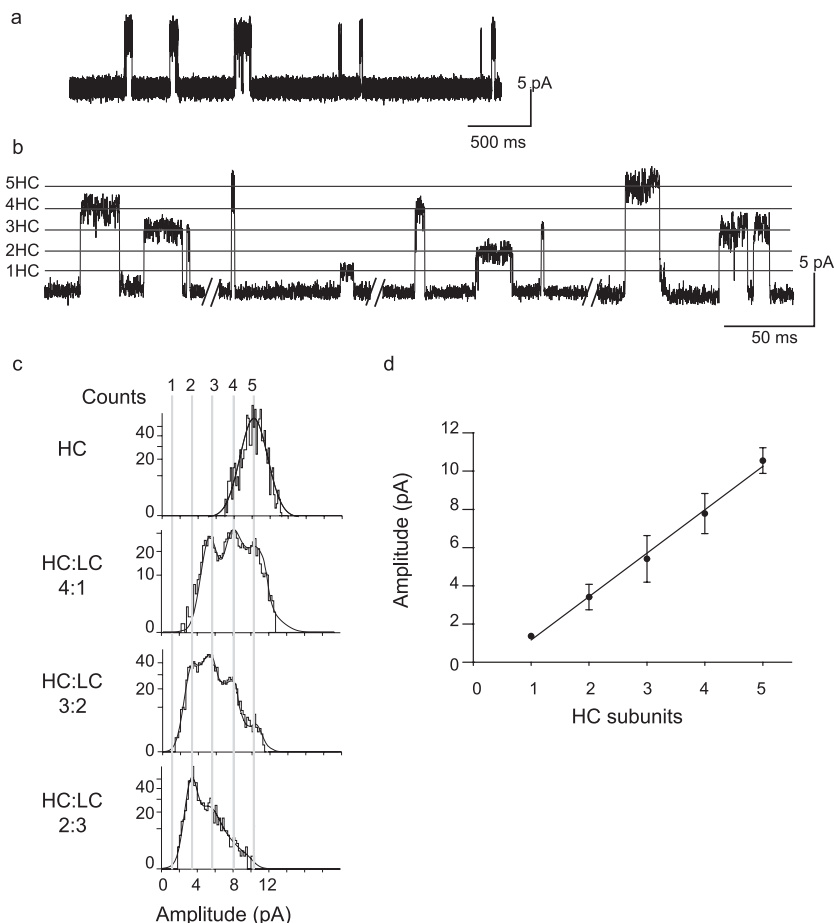 a
5 pA
500 ms
b
5HC
4HC
3HC
2HC
1HC
5 pA
50 ms
c
Counts
1 2 3 4 5
HC
40
20
0
HC:LC
4:1
20
10
0
HC:LC
3:2
40
20
0
HC:LC
2:3
40
20
0
0 4 8 12
Amplitude (pA)
d
Amplitude (pA)
12
10
8
6
4
2
0
0 1 2 3 4 5
HC subunits